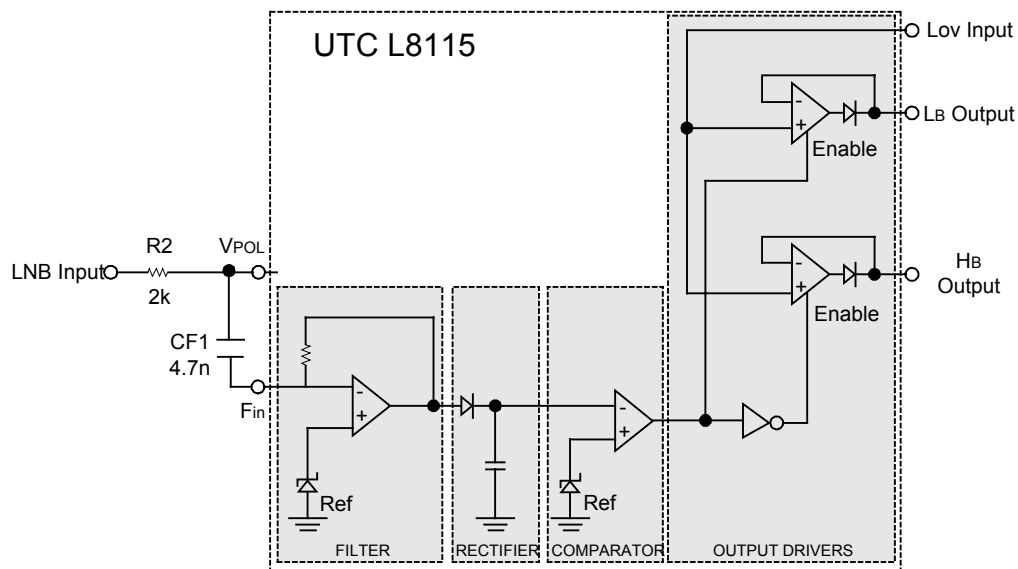 UTC L8115
Lov Input
-
+
Enable
LB Output
-
+
Enable
HB
Output
LNB Input
R2
2k
VPOL
CF1
4.7n
Fin
-
+
Ref
-
+
Ref
FILTER
RECTIFIER
COMPARATOR
OUTPUT DRIVERS